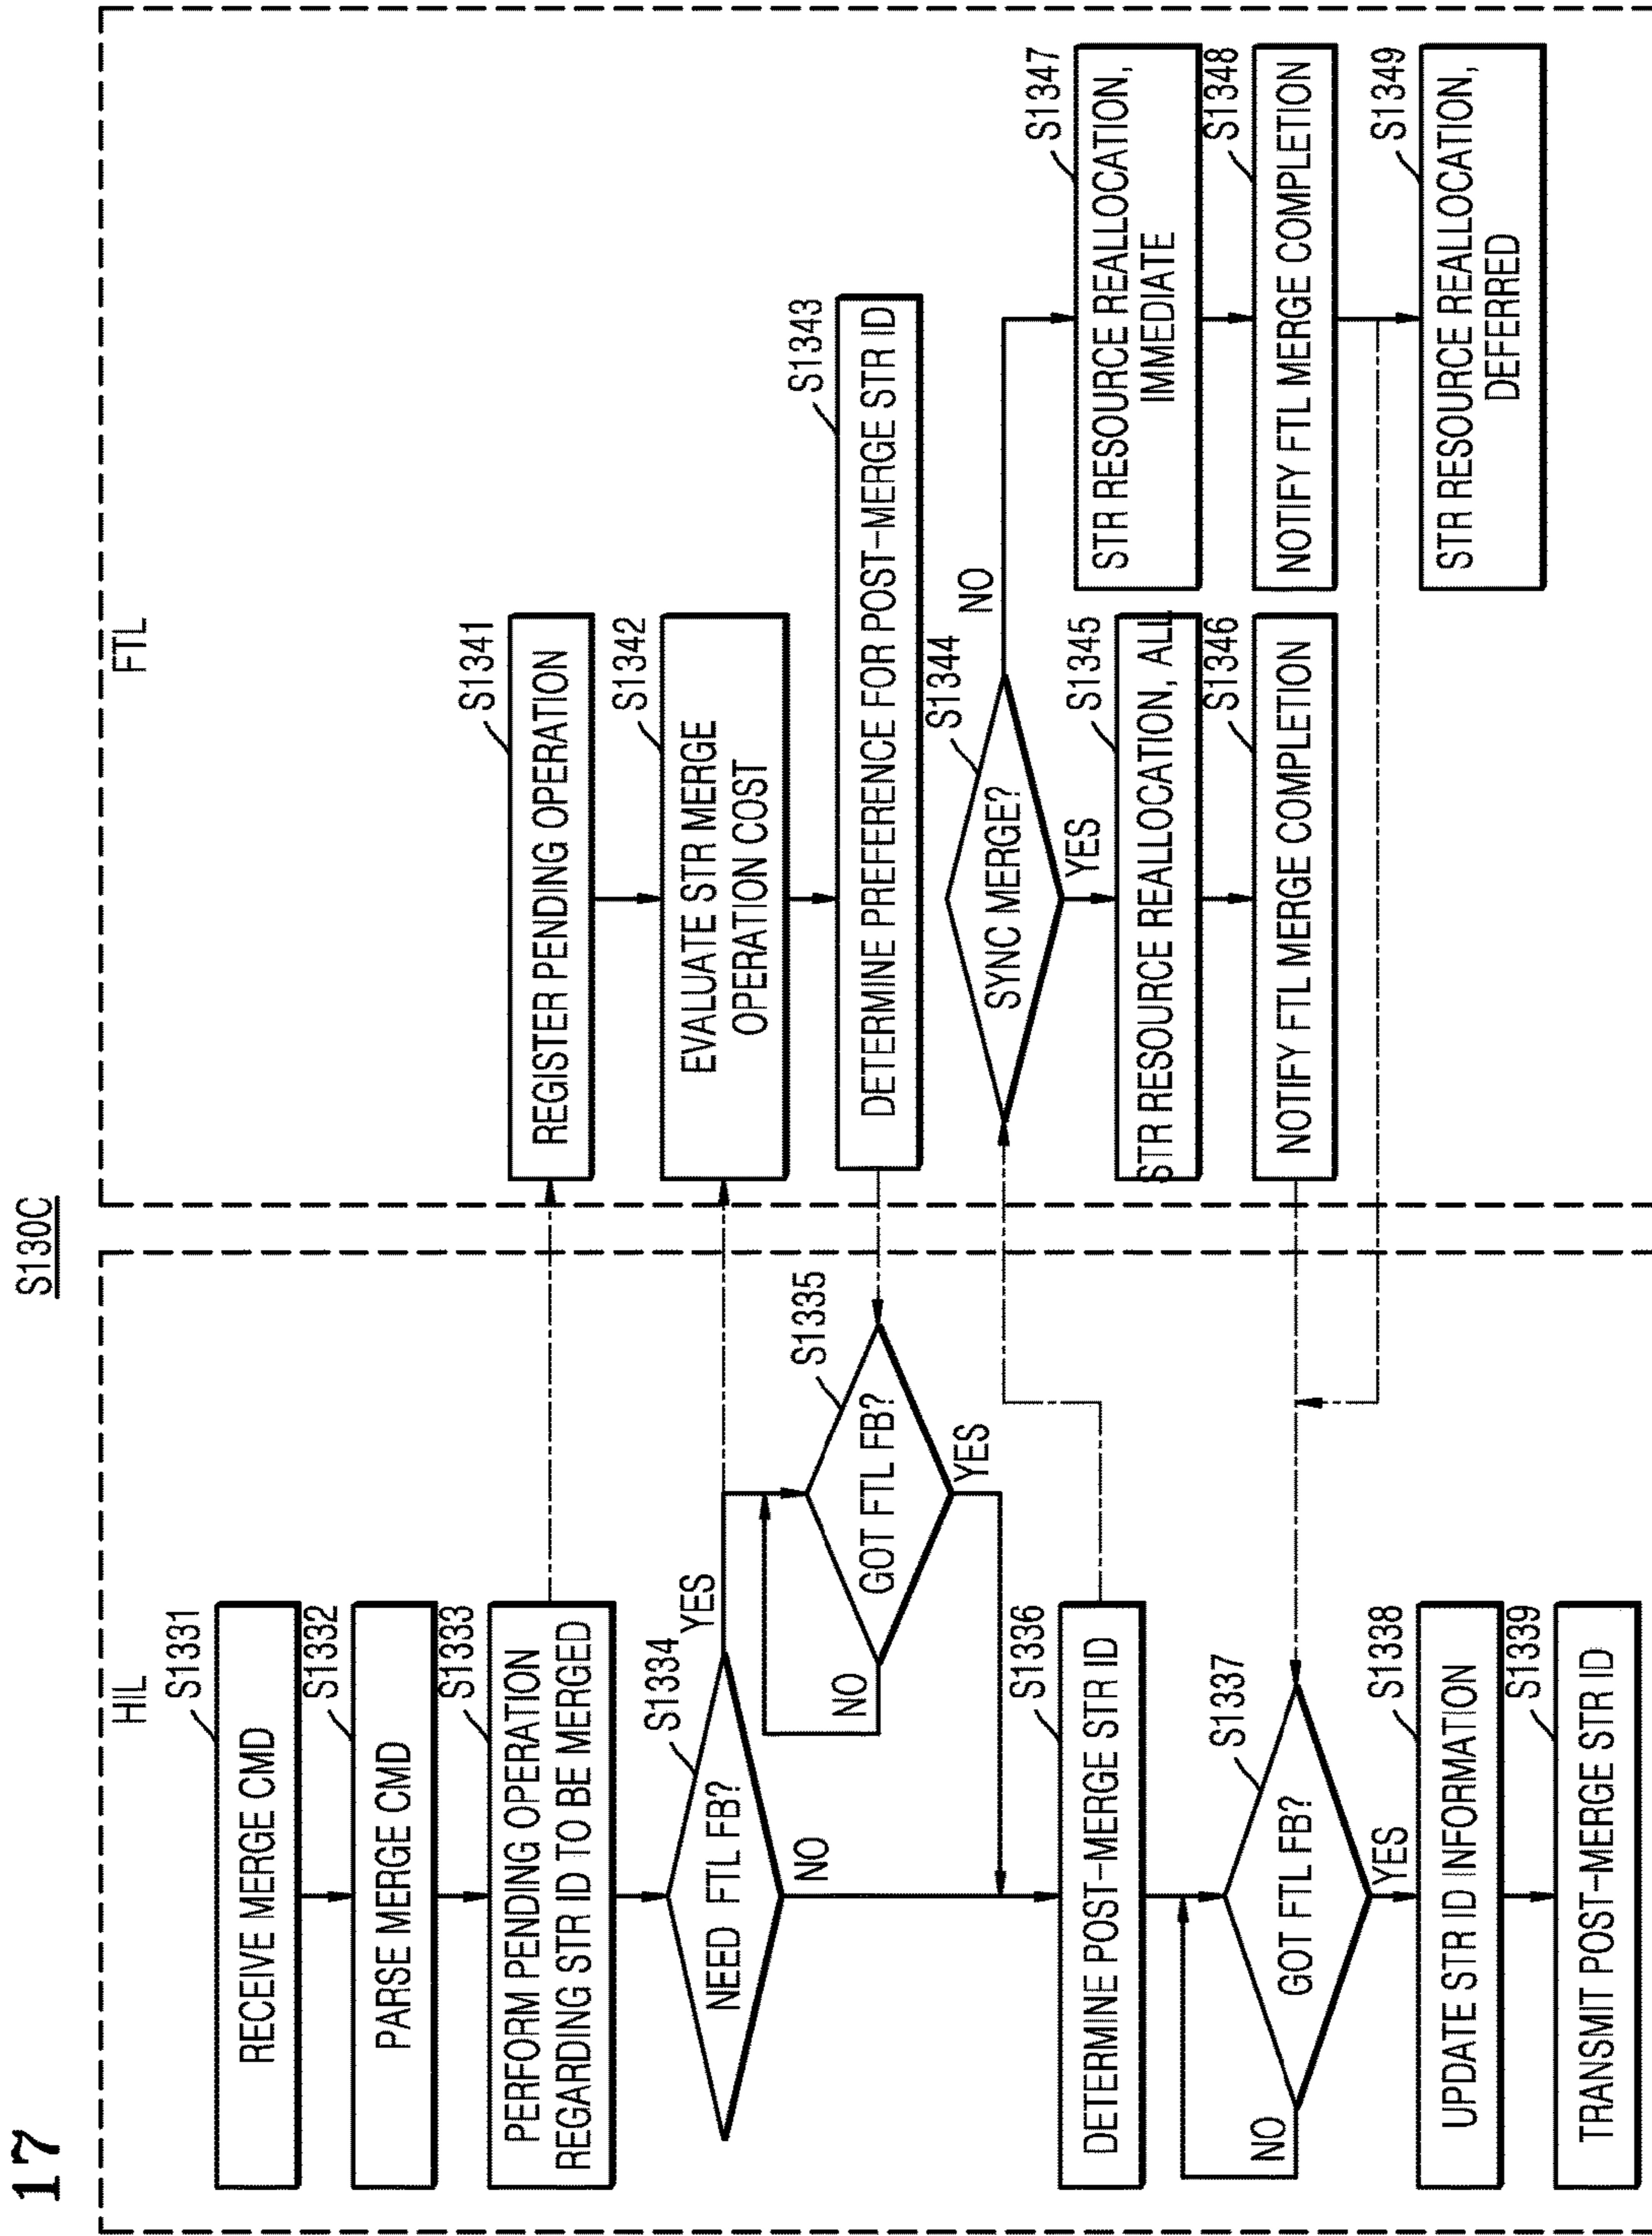 17
S130C
HIL
S1331
RECEIVE MERGE CMD
S1332
PARSE MERGE CMD
S1333
PERFORM PENDING OPERATION
REGARDING STR ID TO BE MERGED
S1334
NEED FTL FB?
YES
NO
S1335
GOT FTL FB?
NO
YES
S1336
DETERMINE POST-MERGE STR ID
S1337
GOT FTL FB?
NO
YES
S1338
UPDATE STR ID INFORMATION
S1339
TRANSMIT POST-MERGE STR ID
FTL
S1341
REGISTER PENDING OPERATION
S1342
EVALUATE STR MERGE
OPERATION COST
S1343
DETERMINE PREFERENCE FOR POST-MERGE STR ID
S1344
SYNC MERGE?
NO
YES
S1345
STR RESOURCE REALLOCATION, ALL
S1346
NOTIFY FTL MERGE COMPLETION
S1347
STR RESOURCE REALLOCATION,
IMMEDIATE
S1348
NOTIFY FTL MERGE COMPLETION
S1349
STR RESOURCE REALLOCATION,
DEFERRED